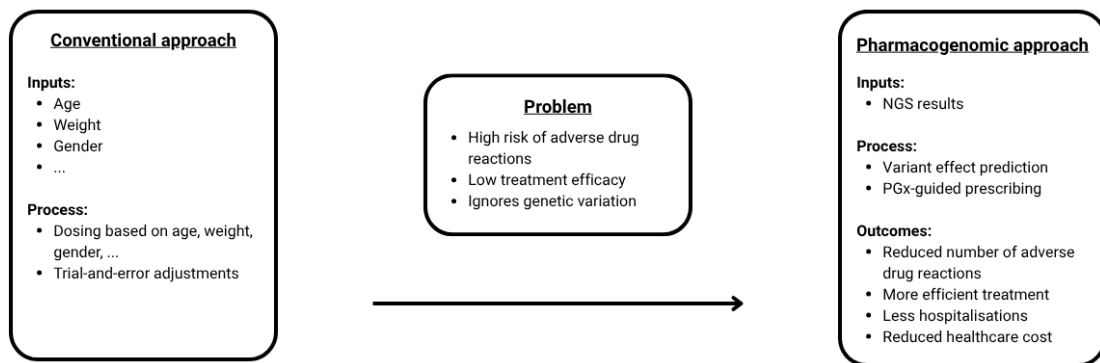 Conventional approach
Inputs:
• Age
• Weight
• Gender
• ...
Process:
• Dosing based on age, weight,
gender, ...
• Trial-and-error adjustments
Problem
• High risk of adverse drug
reactions
• Low treatment efficacy
• Ignores genetic variation
Pharmacogenomic approach
Inputs:
• NGS results
Process:
• Variant effect prediction
• PGx-guided prescribing
Outcomes:
• Reduced number of adverse
drug reactions
• More efficient treatment
• Less hospitalisations
• Reduced healthcare cost